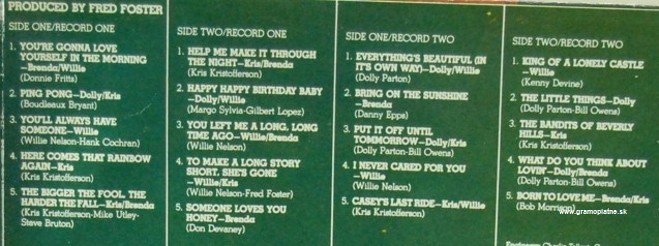 PRODUCED BY FRED FOSTER
SIDE ONE/RECORD ONE
1. YOU'RE GONNA LOVE
YOURSELF IN THE MORNING
—Brenda/Willie
(Donnie Fritts)
2. PING PONG—Dolly/Kris
(Boudleaux Bryant)
3. YOU'LL ALWAYS HAVE
SOMEONE—Willie
(Willie Nelson-Hank Cochran)
4. HERE COMES THAT RAINBOW
AGAIN—Kris
(Kris Kristofferson)
5. THE BIGGER THE FOOL, THE
HARDER THE FALL—Kris/Brenda
(Kris Kristofferson-Mike Utley-
Steve Bruton)
SIDE TWO/RECORD ONE
1. HELP ME MAKE IT THROUGH
THE NIGHT—Kris/Brenda
(Kris Kristofferson)
2. HAPPY HAPPY BIRTHDAY BABY
—Dolly/Willie
(Margo Sylvia-Gilbert Lopez)
3. YOU LEFT ME A LONG, LONG
TIME AGO—Willie/Brenda
(Willie Nelson)
4. TO MAKE A LONG STORY
SHORT, SHE'S GONE
—Willie/Kris
(Willie Nelson-Fred Foster)
5. SOMEONE LOVES YOU
HONEY—Brenda
(Don Devaney)
SIDE ONE/RECORD TWO
1. EVERYTHING'S BEAUTIFUL (IN
IT'S OWN WAY)—Dolly/Willie
(Dolly Parton)
2. BRING ON THE SUNSHINE
—Brenda
(Danny Epps)
3. PUT IT OFF UNTIL
TOMMORROW—Dolly/Kris
(Dolly Parton-Bill Owens)
4. I NEVER CARED FOR YOU
—Willie
(Willie Nelson)
5. CASEY'S LAST RIDE—Kris/Willie
(Kris Kristofferson)
SIDE TWO/RECORD TWO
1. KING OF A LONELY CASTLE
—Willie
(Kenny Devine)
2. THE LITTLE THINGS—Dolly
(Dolly Parton-Bill Owens)
3. THE BANDITS OF BEVERLY
HILLS—Kris
(Kris Kristofferson)
4. WHAT DO YOU THINK ABOUT
LOVIN'—Dolly/Brenda
(Dolly Parton-Bill Owens)
5. BORN TO LOVE ME—Brenda/Kris
(Bob Morrison)
www.gramoplatne.sk